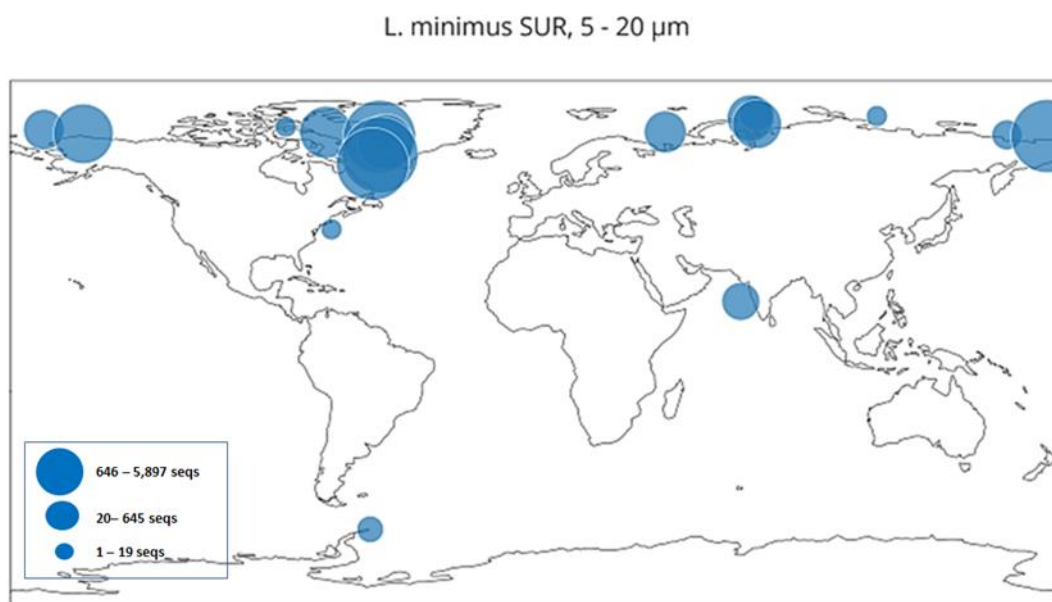 L. minimus SUR, 5 - 20 µm
646 – 5,897 seqs
20– 645 seqs
1 – 19 seqs